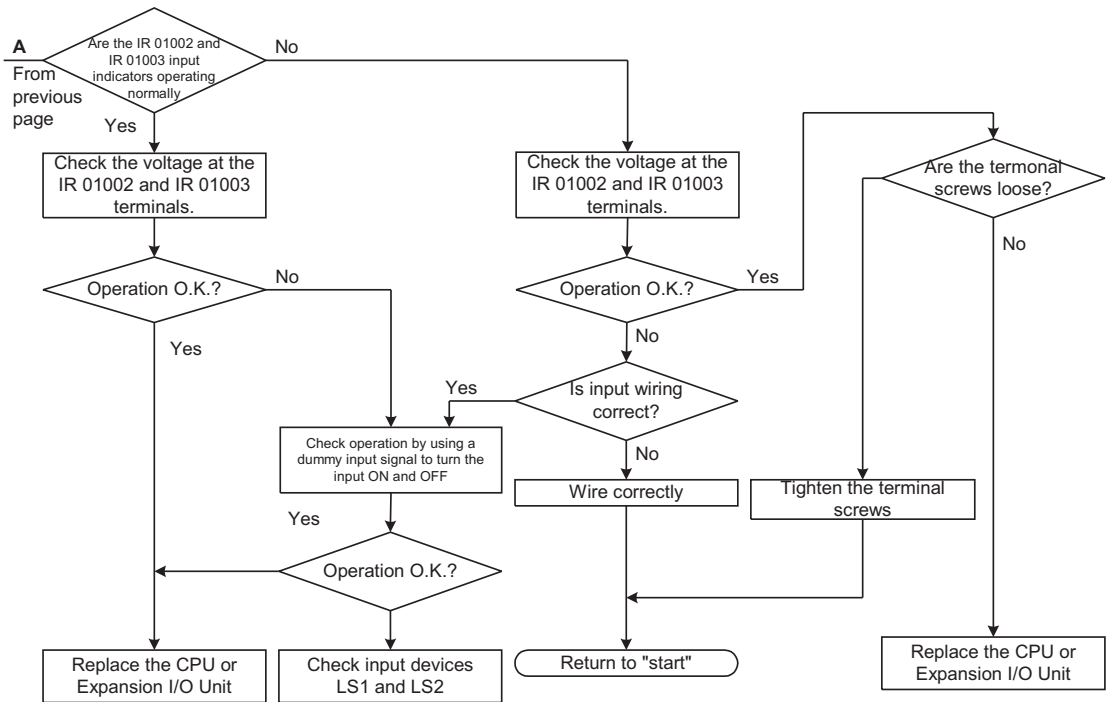 A
From
previous
page
Are the IR 01002 and
IR 01003 input
indicators operating
normally
No
Yes
Check the voltage at the
IR 01002 and IR 01003
terminals.
Check the voltage at the
IR 01002 and IR 01003
terminals.
Are the termonal
screws loose?
No
Operation O.K.?
No
Yes
Operation O.K.?
Yes
No
Is input wiring
correct?
Yes
No
Check operation by using a
dummy input signal to turn the
input ON and OFF
Wire correctly
Tighten the terminal
screws
Yes
Operation O.K.?
Replace the CPU or
Expansion I/O Unit
Check input devices
LS1 and LS2
Return to "start"
Replace the CPU or
Expansion I/O Unit